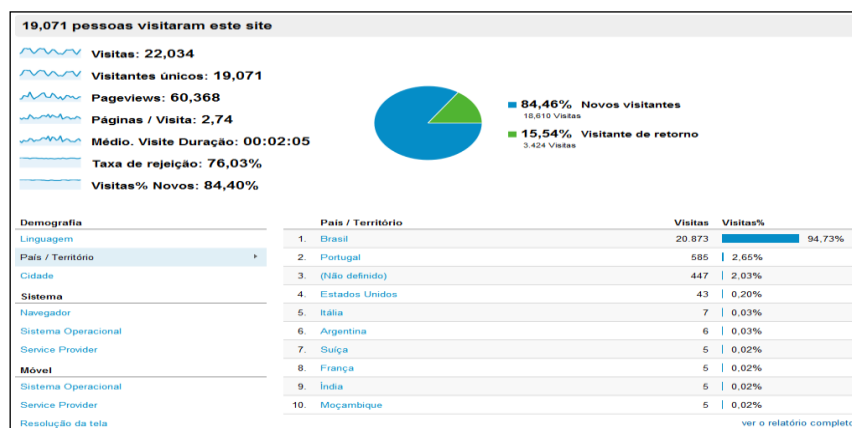 19,071 pessoas visitaram este site
Visitas: 22,034
Visitantes únicos: 19,071
Pageviews: 60,368
Páginas / Visita: 2,74
Médio. Visite Duração: 00:02:05
Taxa de rejeição: 76,03%
Visitas% Novos: 84,40%
84,46% Novos visitantes
18,610 Visitas
15,54% Visitante de retorno
3.424 Visitas
Demografia
Linguagem
País / Território
Cidade
Sistema
Navegador
Sistema Operacional
Service Provider
Móvel
Sistema Operacional
Service Provider
Resolução da tela
País / Território Visitas Visitas%
1. Brasil 20.873 94,73%
2. Portugal 585 2,65%
3. (Não definido) 447 2,03%
4. Estados Unidos 43 0,20%
5. Itália 7 0,03%
6. Argentina 6 0,03%
7. Suíça 5 0,02%
8. França 5 0,02%
9. Índia 5 0,02%
10. Moçambique 5 0,02%
ver o relatório completo